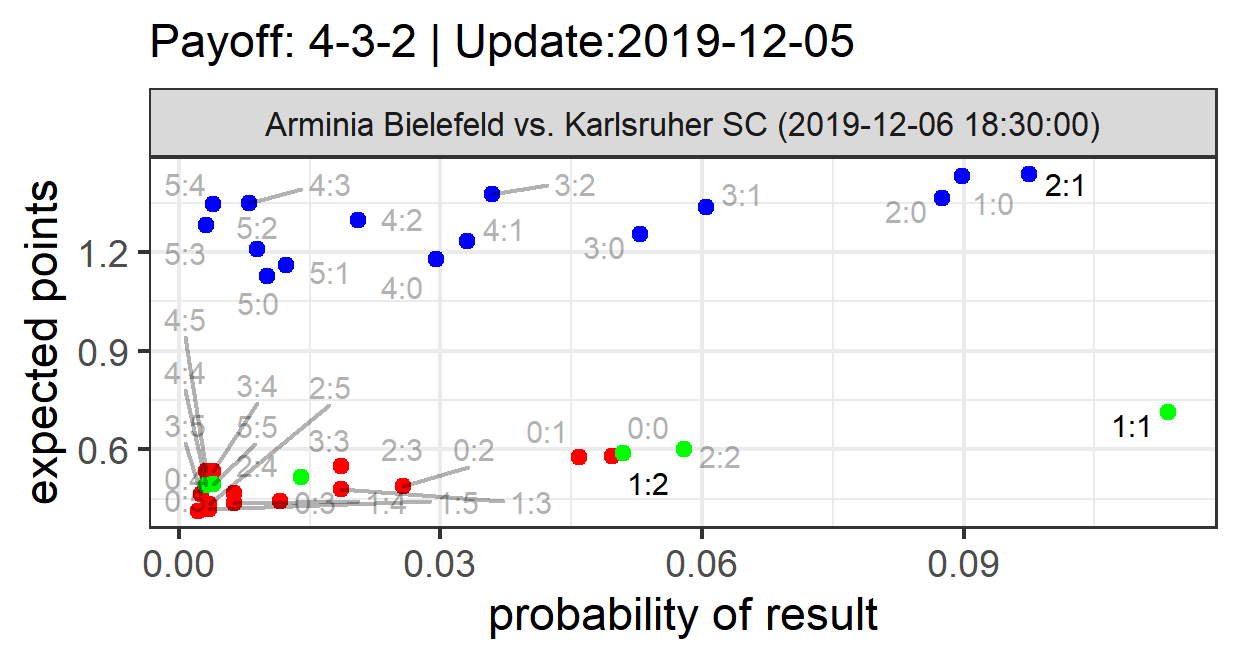 Payoff: 4-3-2 | Update:2019-12-05
Arminia Bielefeld vs. Karlsruher SC (2019-12-06 18:30:00)
5:4 4:3 3:2 3:1 2:1
2:0 1:0
5:2 4:2 4:1
5:3 3:0
5:1
5:0 4:0
4:5
4:4 3:4 2:5
3:5 5:5 3:3 0:1 0:0 1:1
2:4 2:3 0:2 2:2
1:2
0:3 1:4 1:5 1:3
1.2
0.9
0.6
expected points
0.00 0.03 0.06 0.09
probability of result